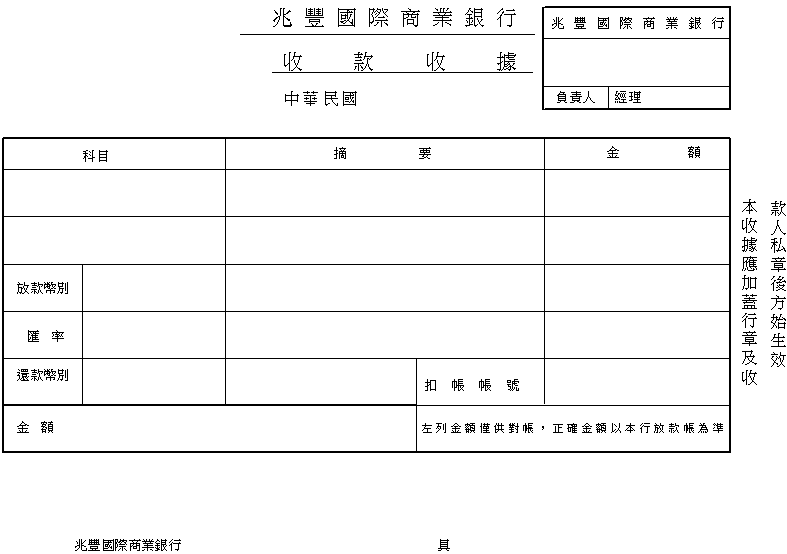 兆豐國際商業銀行
收款收據
中華民國
兆豐國際商業銀行
負責人 經理
科目 摘要 金額
放款幣別
匯率
還款幣別 扣帳帳號
金額 左列金額僅供對帳，正確金額以本行放款帳為準
本收據應加蓋行章及收
款人私章後方始生效
兆豐國際商業銀行 具